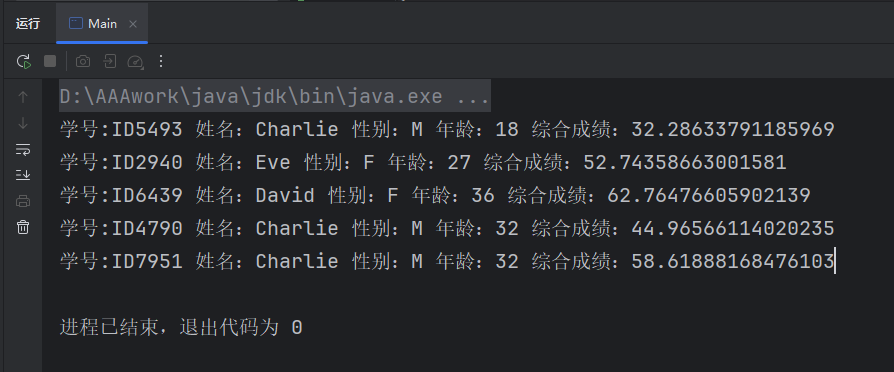 运行 Main
D:\AAAwork\java\jdk\bin\java.exe ...
学号:ID5493 姓名：Charlie 性别：M 年龄：18 综合成绩：32.28633791185969
学号:ID2940 姓名：Eve 性别：F 年龄：27 综合成绩：52.74358663001581
学号:ID6439 姓名：David 性别：F 年龄：36 综合成绩：62.76476605902139
学号:ID4790 姓名：Charlie 性别：M 年龄：32 综合成绩：44.96566114020235
学号:ID7951 姓名：Charlie 性别：M 年龄：32 综合成绩：58.61888168476103
进程已结束，退出代码为 0